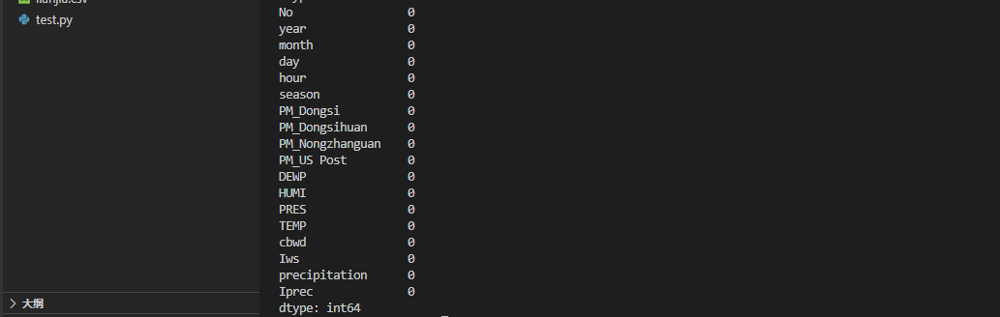 lianjia.csv
test.py
大纲
No 0
year 0
month 0
day 0
hour 0
season 0
PM_Dongsi 0
PM_Dongsihuan 0
PM_Nongzhanguan 0
PM_US Post 0
DEWP 0
HUMI 0
PRES 0
TEMP 0
cbwd 0
Iws 0
precipitation 0
Iprec 0
dtype: int64